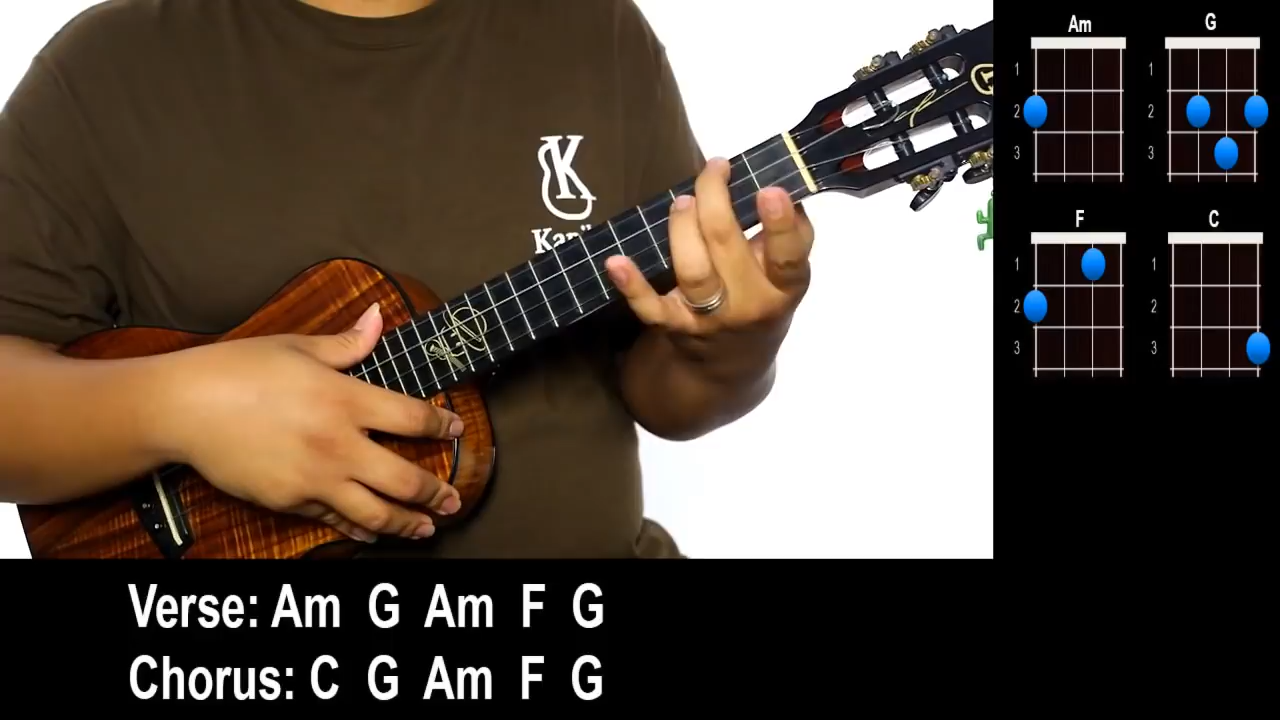 Am G
1 1
2 2
3 3
F C
1 1
2 2
3 3
K
Verse: Am G Am F G
Chorus: C G Am F G